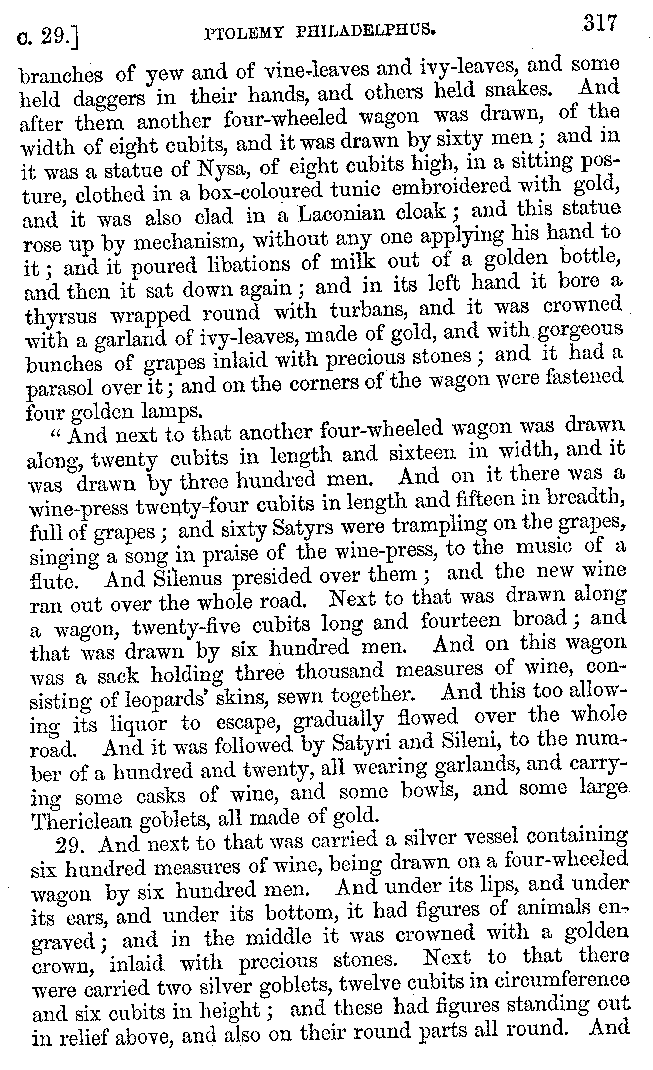 C. 29.] PTOLEMY PHILADELPHUS. 317
branches of yew and of vine-leaves and ivy-leaves, and some
held daggers in their hands, and others held snakes. And
after them another four-wheeled wagon was drawn, of the
width of eight cubits, and it was drawn by sixty men; and in
it was a statue of Nysa, of eight cubits high, in a sitting pos-
ture, clothed in a box-coloured tunic embroidered with gold,
and it was also clad in a Laconian cloak; and this statue
rose up by mechanism, without any one applying his hand to
it; and it poured libations of milk out of a golden bottle,
and then it sat down again; and in its left hand it bore a
thyrsus wrapped round with turbans, and it was crowned
with a garland of ivy-leaves, made of gold, and with gorgeous
bunches of grapes inlaid with precious stones; and it had a
parasol over it; and on the corners of the wagon were fastened
four golden lamps.
"And next to that another four-wheeled wagon was drawn
along, twenty cubits in length and sixteen in width, and it
was drawn by three hundred men. And on it there was a
wine-press twenty-four cubits in length and fifteen in breadth,
full of grapes; and sixty Satyrs were trampling on the grapes,
singing a song in praise of the wine-press, to the music of a
flute. And Silenus presided over them; and the new wine
ran out over the whole road. Next to that was drawn along
a wagon, twenty-five cubits long and fourteen broad; and
that was drawn by six hundred men. And on this wagon
was a sack holding three thousand measures of wine, con-
sisting of leopards' skins, sewn together. And this too allow-
ing its liquor to escape, gradually flowed over the whole
road. And it was followed by Satyri and Sileni, to the num-
ber of a hundred and twenty, all wearing garlands, and carry-
ing some casks of wine, and some bowls, and some large
Thericlean goblets, all made of gold.
29. And next to that was carried a silver vessel containing
six hundred measures of wine, being drawn on a four-wheeled
wagon by six hundred men. And under its lips, and under
its ears, and under its bottom, it had figures of animals en-
graved; and in the middle it was crowned with a golden
crown, inlaid with precious stones. Next to that there
were carried two silver goblets, twelve cubits in circumference
and six cubits in height; and these had figures standing out
in relief above, and also on their round parts all round. And